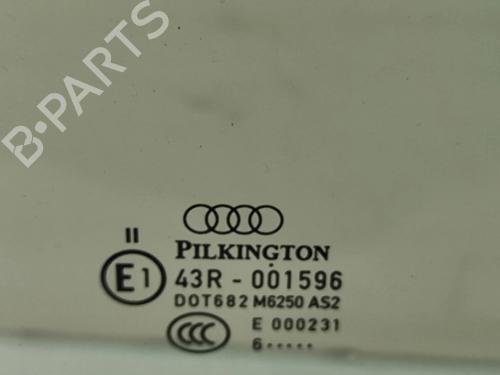 B-PARTS
II
PILKINGTON
E1 43R - 001596
DOT682 M6250 AS2
CCC E 000231
6·····